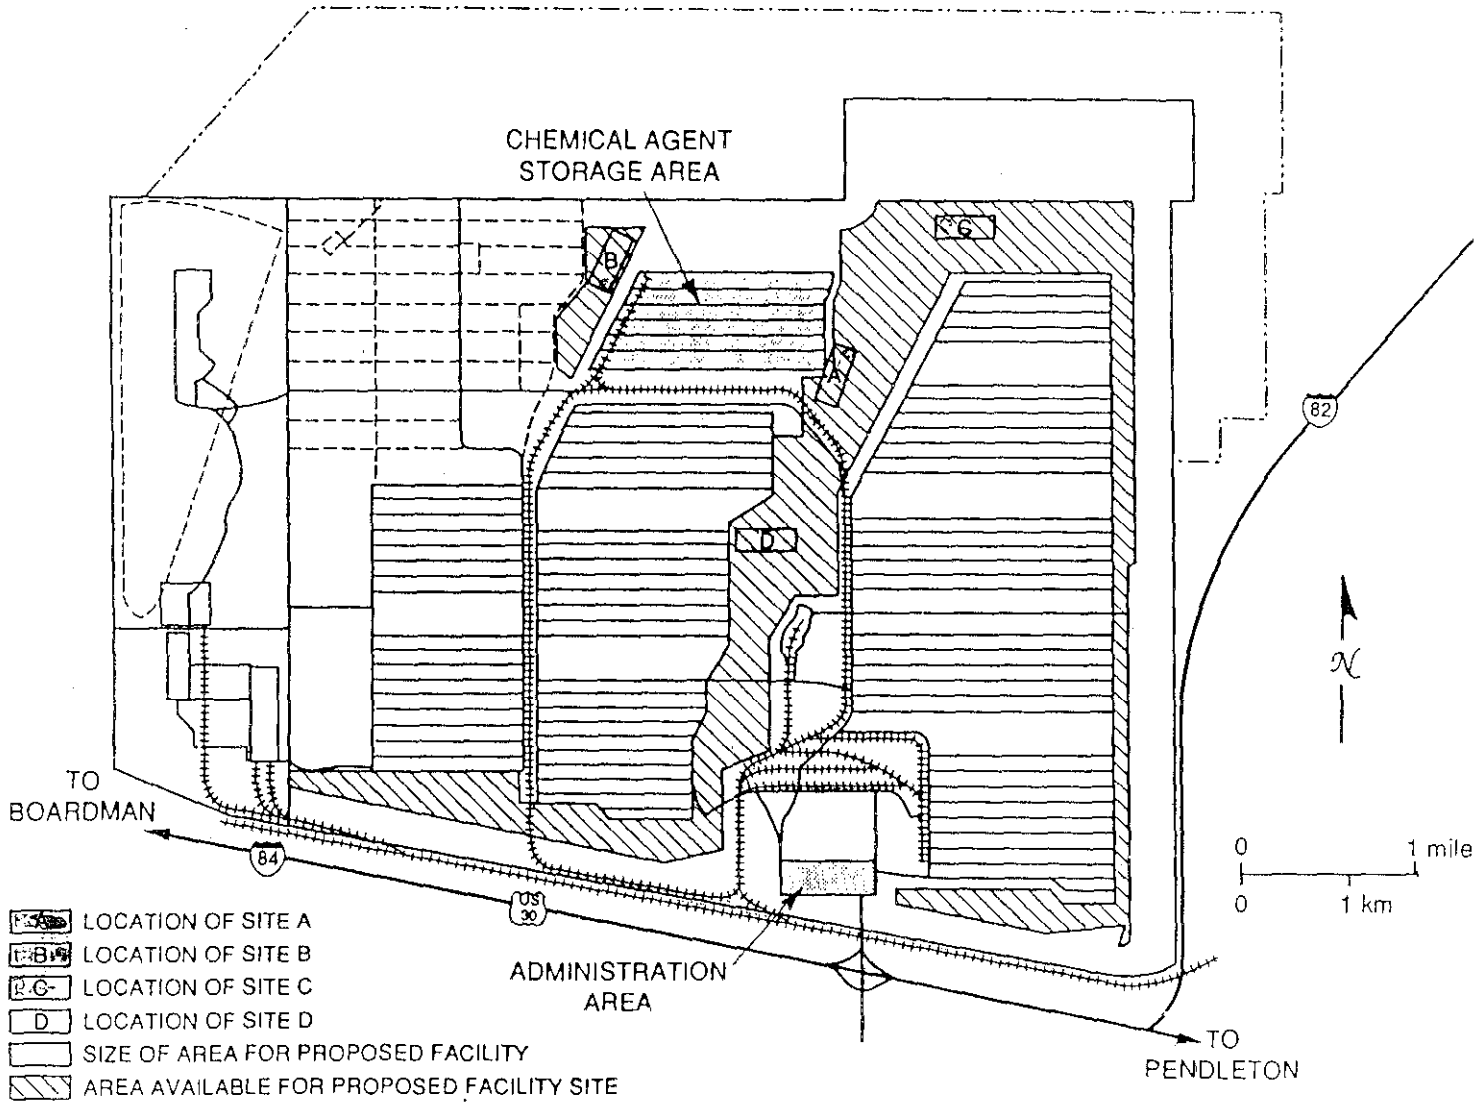 CHEMICAL AGENT
STORAGE AREA
G
B
A
82
D
N
TO
BOARDMAN
84
US
30
0 1 mile
0 1 km
ADMINISTRATION
AREA
TO
PENDLETON
A LOCATION OF SITE A
B LOCATION OF SITE B
C LOCATION OF SITE C
D LOCATION OF SITE D
SIZE OF AREA FOR PROPOSED FACILITY
AREA AVAILABLE FOR PROPOSED FACILITY SITE